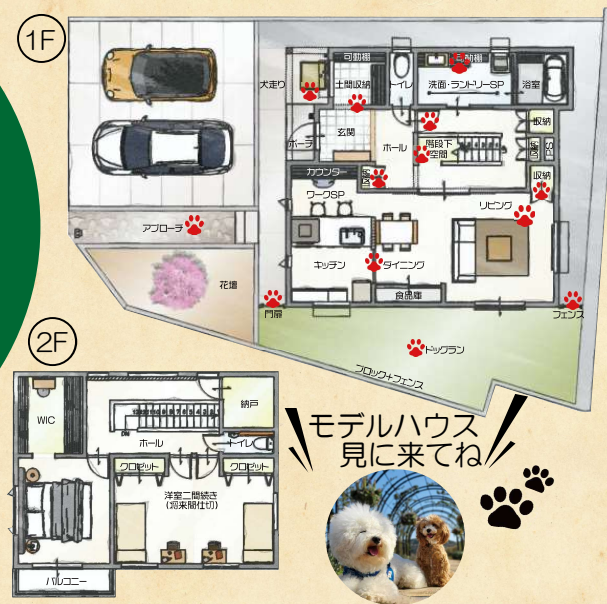 1F
可動棚
可動棚
犬走り
土間収納
トイレ
洗面・ランドリーSP
浴室
ポーチ
玄関
ホール
階段下
空間
収納
収納
カウンター
ワークSP
収納
リビング
アプローチ
キッチン
ダイニング
食品庫
花壇
門扉
フェンス
ドックラン
ブロック+フェンス
2F
WIC
納戸
DN
ホール
トイレ
クロゼット
クロゼット
洋室二間続き
(将来間仕切)
バルコニー
モデルハウス
見に来てね